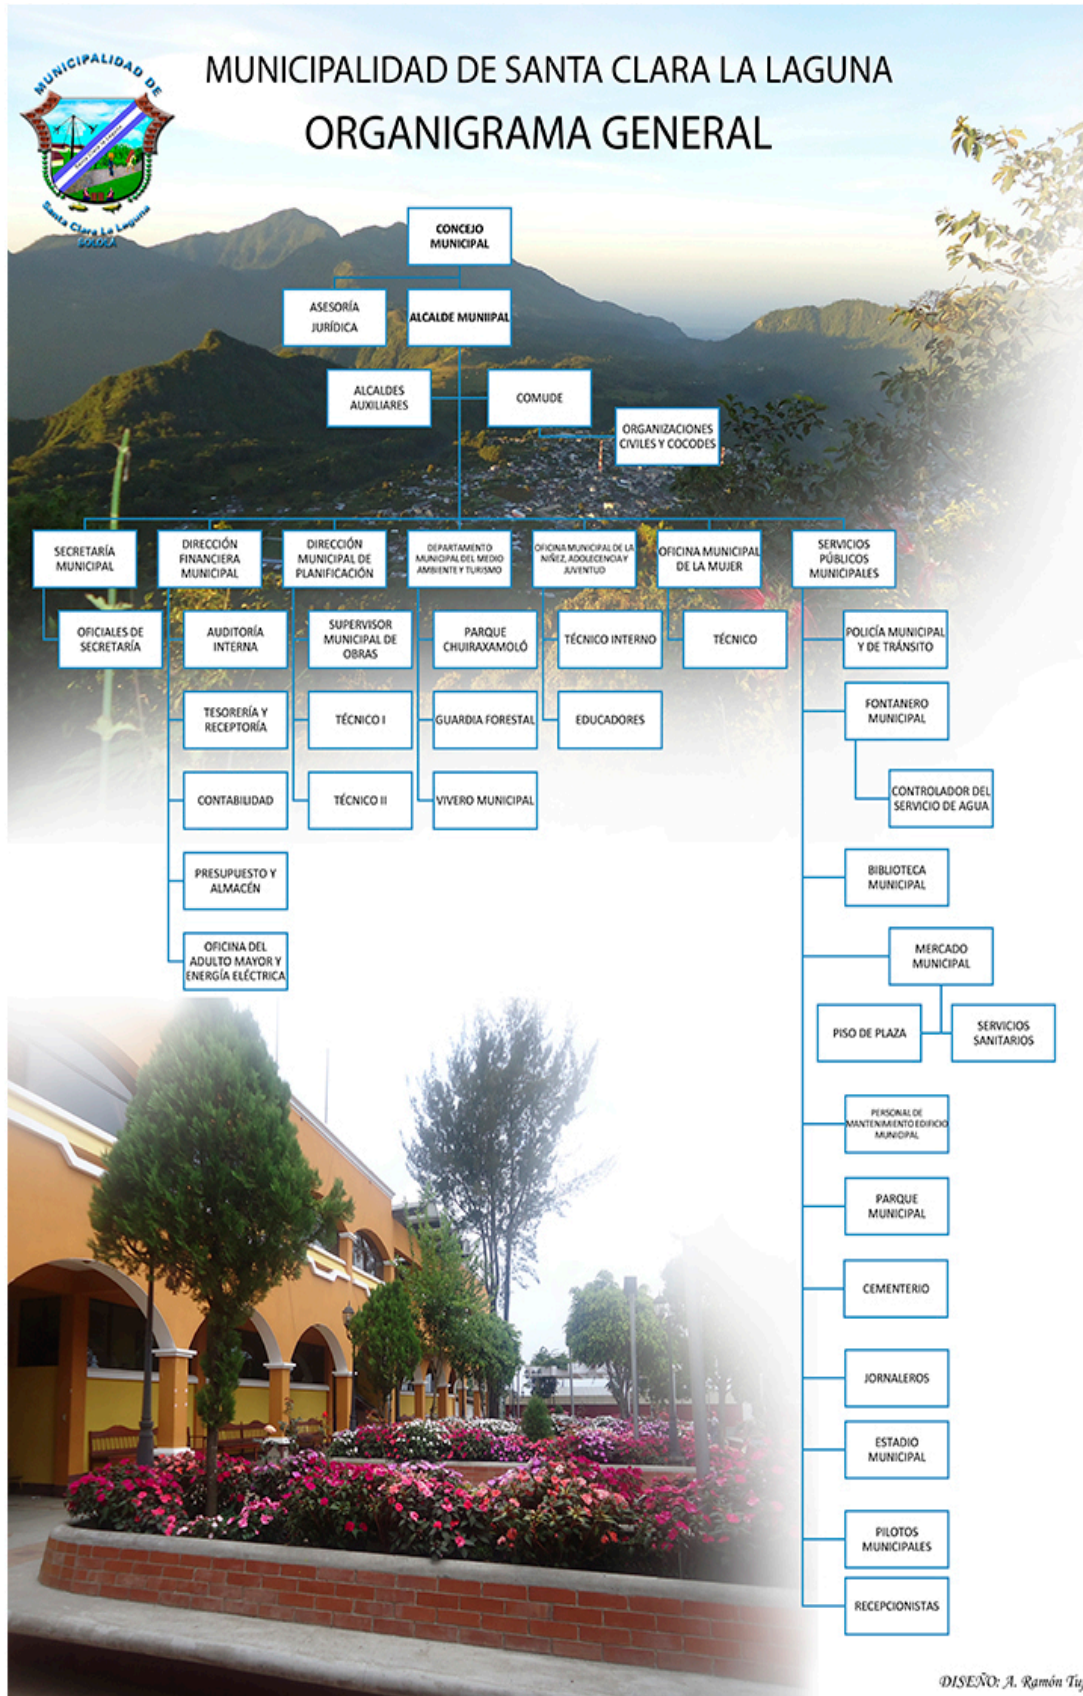 MUNICIPALIDAD DE
Santa Clara La Laguna
Santa Clara La Laguna
SOLOLÁ
MUNICIPALIDAD DE SANTA CLARA LA LAGUNA
ORGANIGRAMA GENERAL
CONCEJO
MUNICIPAL
ASESORÍA
JURÍDICA
ALCALDE MUNIIPAL
ALCALDES
AUXILIARES
COMUDE
ORGANIZACIONES
CIVILES Y COCODES
SECRETARÍA
MUNICIPAL
DIRECCIÓN
FINANCIERA
MUNICIPAL
DIRECCIÓN
MUNICIPAL DE
PLANIFICACIÓN
DEPARTAMENTO
MUNICIPAL DEL MEDIO
AMBIENTE Y TURISMO
OFICINA MUNICIPAL DE LA
NIÑEZ, ADOLECENCIA Y
JUVENTUD
OFICINA MUNICIPAL
DE LA MUJER
SERVICIOS
PÚBLICOS
MUNICIPALES
OFICIALES DE
SECRETARÍA
AUDITORÍA
INTERNA
SUPERVISOR
MUNICIPAL DE
OBRAS
PARQUE
CHUIRAXAMOLÓ
TÉCNICO INTERNO
TÉCNICO
POLICÍA MUNICIPAL
Y DE TRÁNSITO
TESORERÍA Y
RECEPTORÍA
TÉCNICO I
GUARDIA FORESTAL
EDUCADORES
FONTANERO
MUNICIPAL
CONTABILIDAD
TÉCNICO II
VIVERO MUNICIPAL
CONTROLADOR DEL
SERVICIO DE AGUA
PRESUPUESTO Y
ALMACÉN
BIBLIOTECA
MUNICIPAL
OFICINA DEL
ADULTO MAYOR Y
ENERGÍA ELÉCTRICA
MERCADO
MUNICIPAL
PISO DE PLAZA
SERVICIOS
SANITARIOS
PERSONAL DE
MANTENIMIENTO EDIFICIO
MUNICIPAL
PARQUE
MUNICIPAL
CEMENTERIO
JORNALEROS
ESTADIO
MUNICIPAL
PILOTOS
MUNICIPALES
RECEPCIONISTAS
DISEÑO: A. Ramón